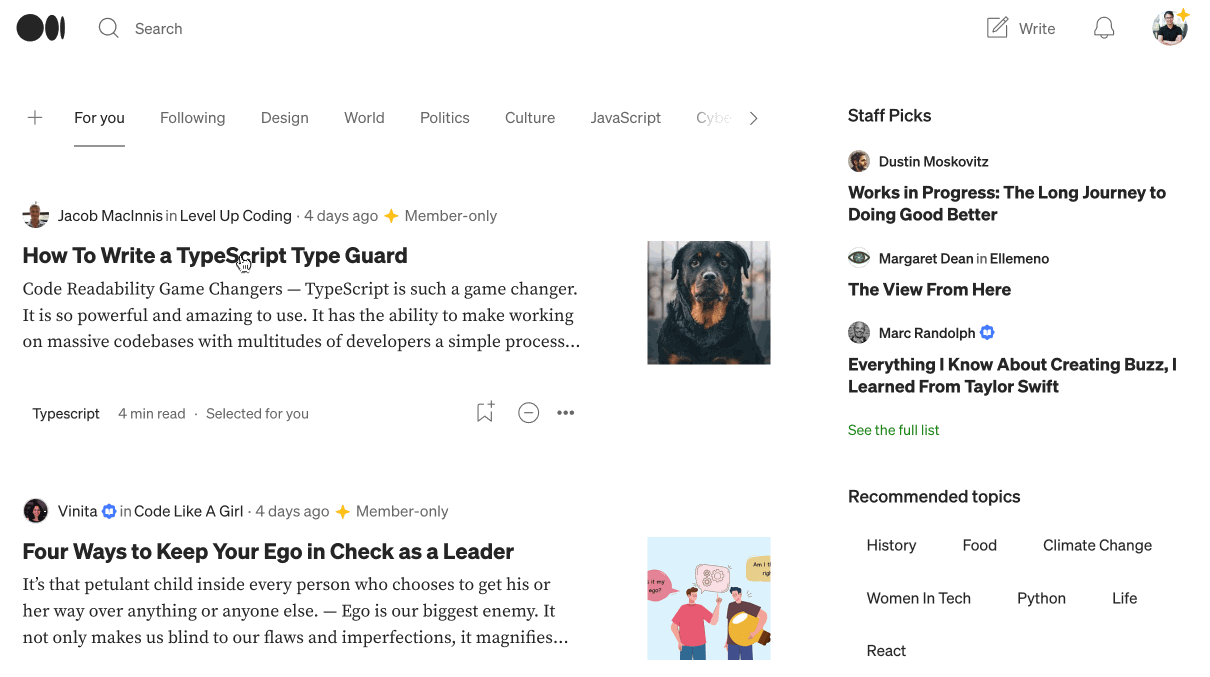 Search
Write
For you
Following
Design
World
Politics
Culture
JavaScript
Cybe
Jacob MacInnis in Level Up Coding · 4 days ago Member-only
How To Write a TypeScript Type Guard
Code Readability Game Changers — TypeScript is such a game changer.
It is so powerful and amazing to use. It has the ability to make working
on massive codebases with multitudes of developers a simple process…
Typescript 4 min read · Selected for you
Vinita in Code Like A Girl · 4 days ago Member-only
Four Ways to Keep Your Ego in Check as a Leader
It’s that petulant child inside every person who chooses to get his or
her way over anything or anyone else. — Ego is our biggest enemy. It
not only makes us blind to our flaws and imperfections, it magnifies…
s it my
ego?
Am I th
righ
Staff Picks
Dustin Moskovitz
Works in Progress: The Long Journey to
Doing Good Better
Margaret Dean in Ellemeno
The View From Here
Marc Randolph
Everything I Know About Creating Buzz, I
Learned From Taylor Swift
See the full list
Recommended topics
History
Food
Climate Change
Women In Tech
Python
Life
React